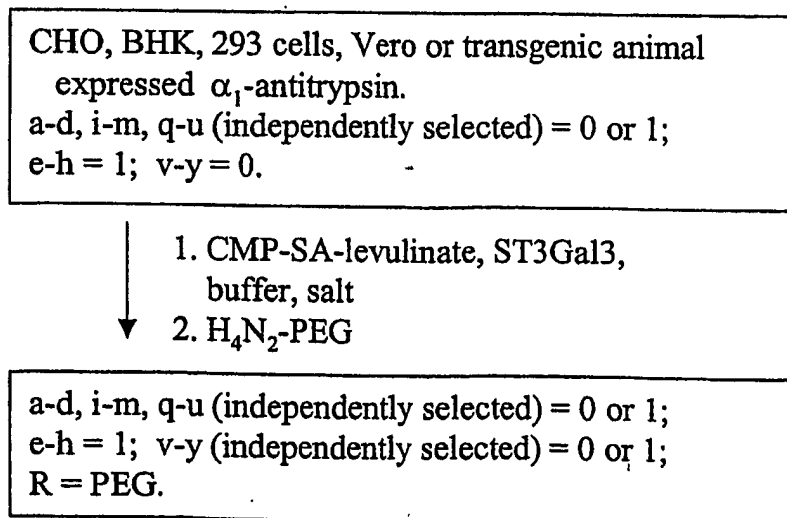 CHO, BHK, 293 cells, Vero or transgenic animal
expressed α₁-antitrypsin.
a-d, i-m, q-u (independently selected) = 0 or 1;
e-h = 1; v-y = 0.
1. CMP-SA-levulinate, ST3Gal3,
buffer, salt
2. H₄N₂-PEG
a-d, i-m, q-u (independently selected) = 0 or 1;
e-h = 1; v-y (independently selected) = 0 or 1;
R = PEG.